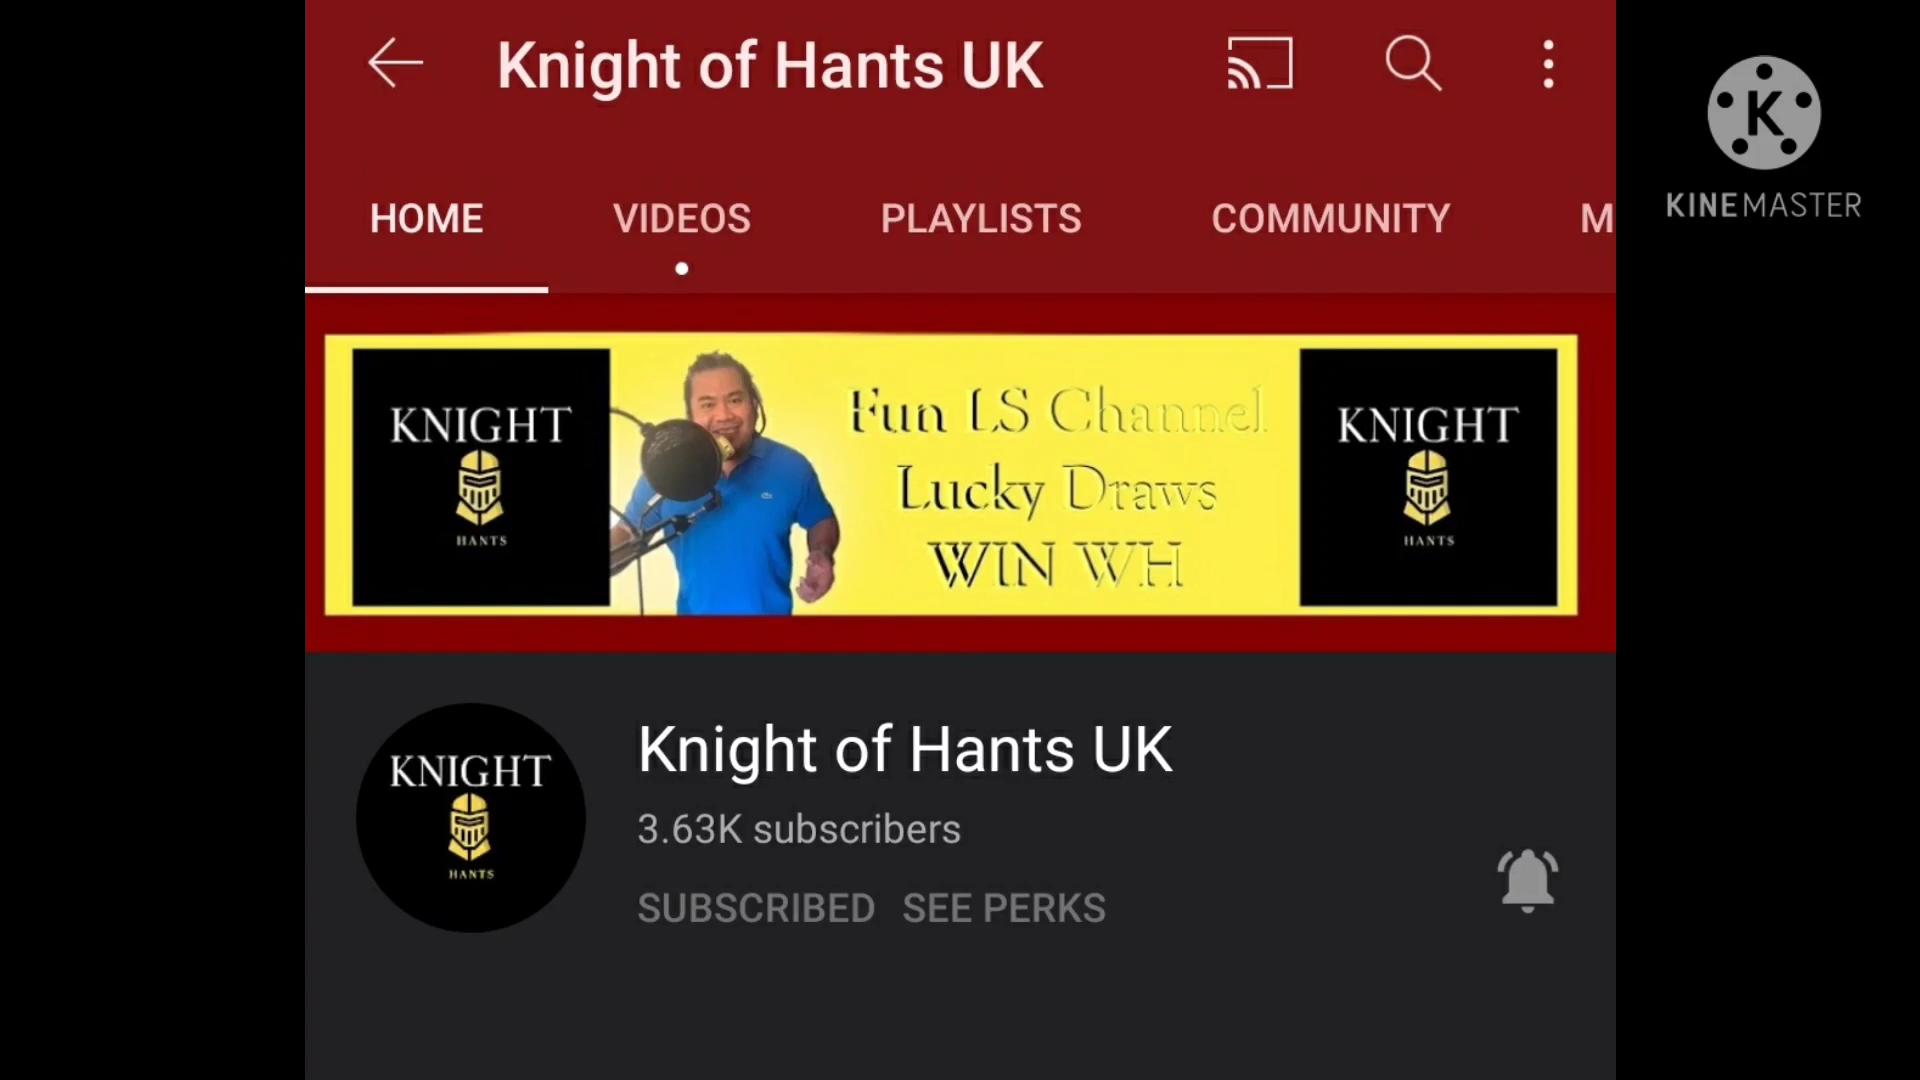 Knight of Hants UK
HOME VIDEOS PLAYLISTS COMMUNITY M
K
KINEMASTER
KNIGHT
HANTS
Fun LS Channel
Lucky Draws
WIN WH
KNIGHT
HANTS
KNIGHT
HANTS
Knight of Hants UK
3.63K subscribers
SUBSCRIBED SEE PERKS